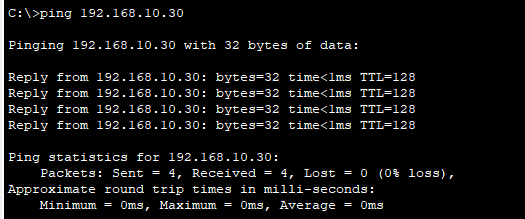 C:\>ping 192.168.10.30
Pinging 192.168.10.30 with 32 bytes of data:
Reply from 192.168.10.30: bytes=32 time<1ms TTL=128
Reply from 192.168.10.30: bytes=32 time<1ms TTL=128
Reply from 192.168.10.30: bytes=32 time<1ms TTL=128
Reply from 192.168.10.30: bytes=32 time<1ms TTL=128
Ping statistics for 192.168.10.30:
    Packets: Sent = 4, Received = 4, Lost = 0 (0% loss),
Approximate round trip times in milli-seconds:
    Minimum = 0ms, Maximum = 0ms, Average = 0ms